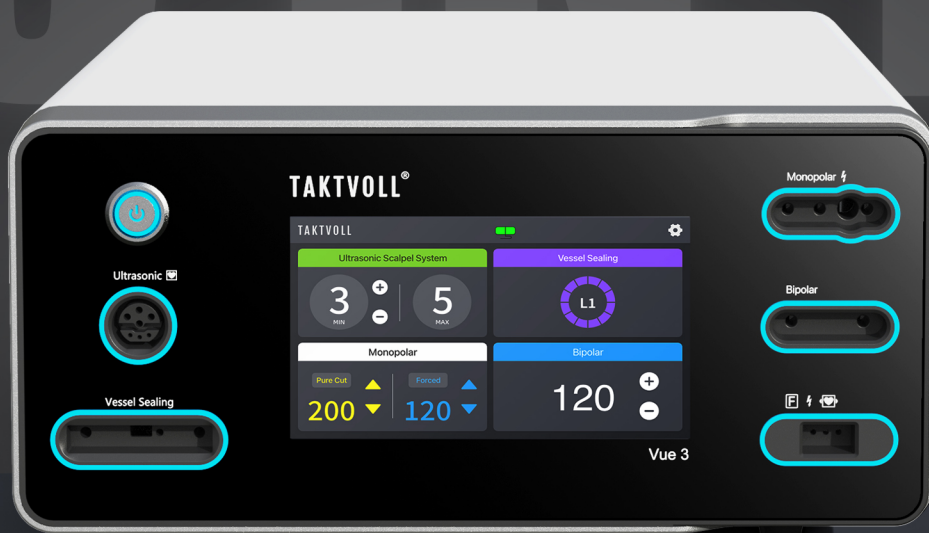 TAKTVOLL®
Monopolar
Ultrasonic
Bipolar
Vessel Sealing
F
TAKTVOLL
Ultrasonic Scalpel System
3
MIN
5
MAX
Vessel Sealing
L1
Monopolar
Pure Cut
200
Forced
120
Bipolar
120
Vue 3